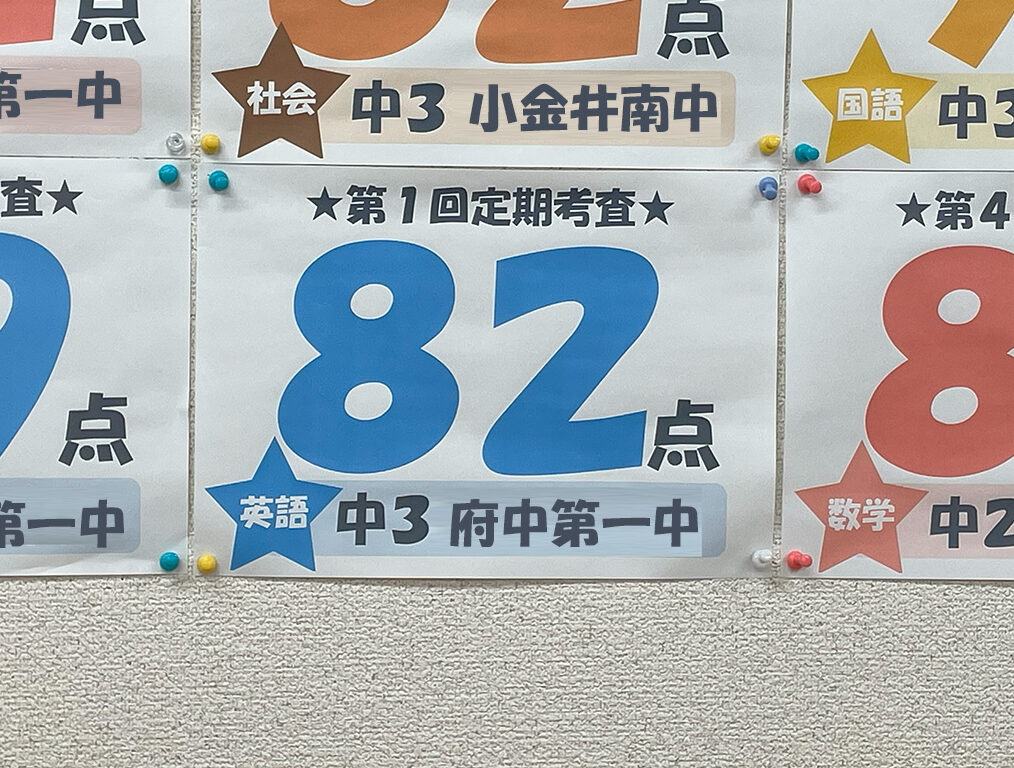 点
点
第一中
社会 中3 小金井南中
国語 中3
査★
★第1回定期考査★
★第4
9
82
8
点
点
第一中
英語 中3 府中第一中
数学 中2